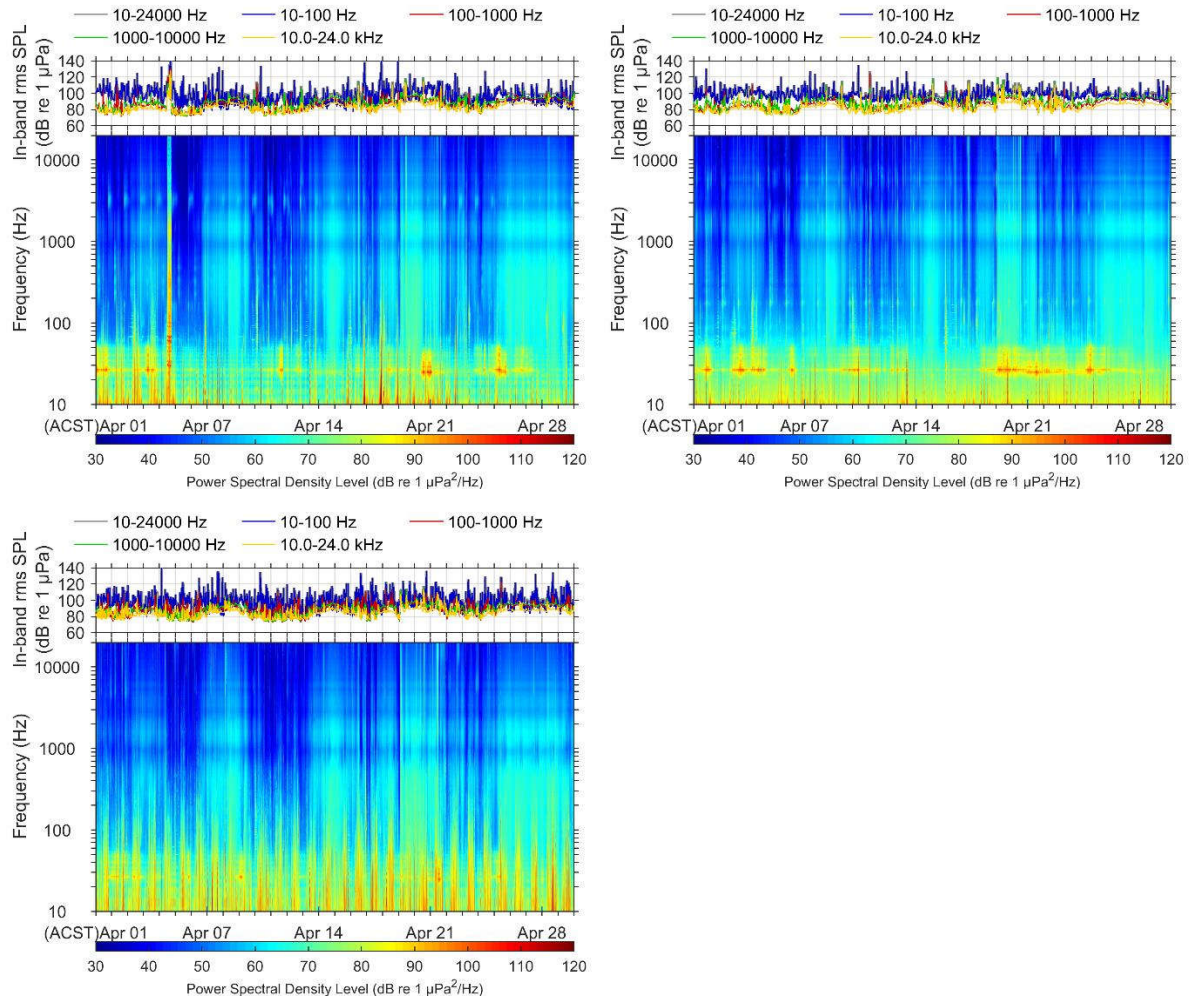 10-24000 Hz 10-100 Hz 100-1000 Hz
1000-10000 Hz 10.0-24.0 kHz
In-band rms SPL
(dB re 1 µPa)
140
120
100
80
60
Frequency (Hz)
10000
1000
100
10
(ACST) Apr 01 Apr 07 Apr 14 Apr 21 Apr 28
30 40 50 60 70 80 90 100 110 120
Power Spectral Density Level (dB re 1 µPa²/Hz)
10-24000 Hz 10-100 Hz 100-1000 Hz
1000-10000 Hz 10.0-24.0 kHz
In-band rms SPL
(dB re 1 µPa)
140
120
100
80
60
Frequency (Hz)
10000
1000
100
10
(ACST) Apr 01 Apr 07 Apr 14 Apr 21 Apr 28
30 40 50 60 70 80 90 100 110 120
Power Spectral Density Level (dB re 1 µPa²/Hz)
10-24000 Hz 10-100 Hz 100-1000 Hz
1000-10000 Hz 10.0-24.0 kHz
In-band rms SPL
(dB re 1 µPa)
140
120
100
80
60
Frequency (Hz)
10000
1000
100
10
(ACST) Apr 01 Apr 07 Apr 14 Apr 21 Apr 28
30 40 50 60 70 80 90 100 110 120
Power Spectral Density Level (dB re 1 µPa²/Hz)